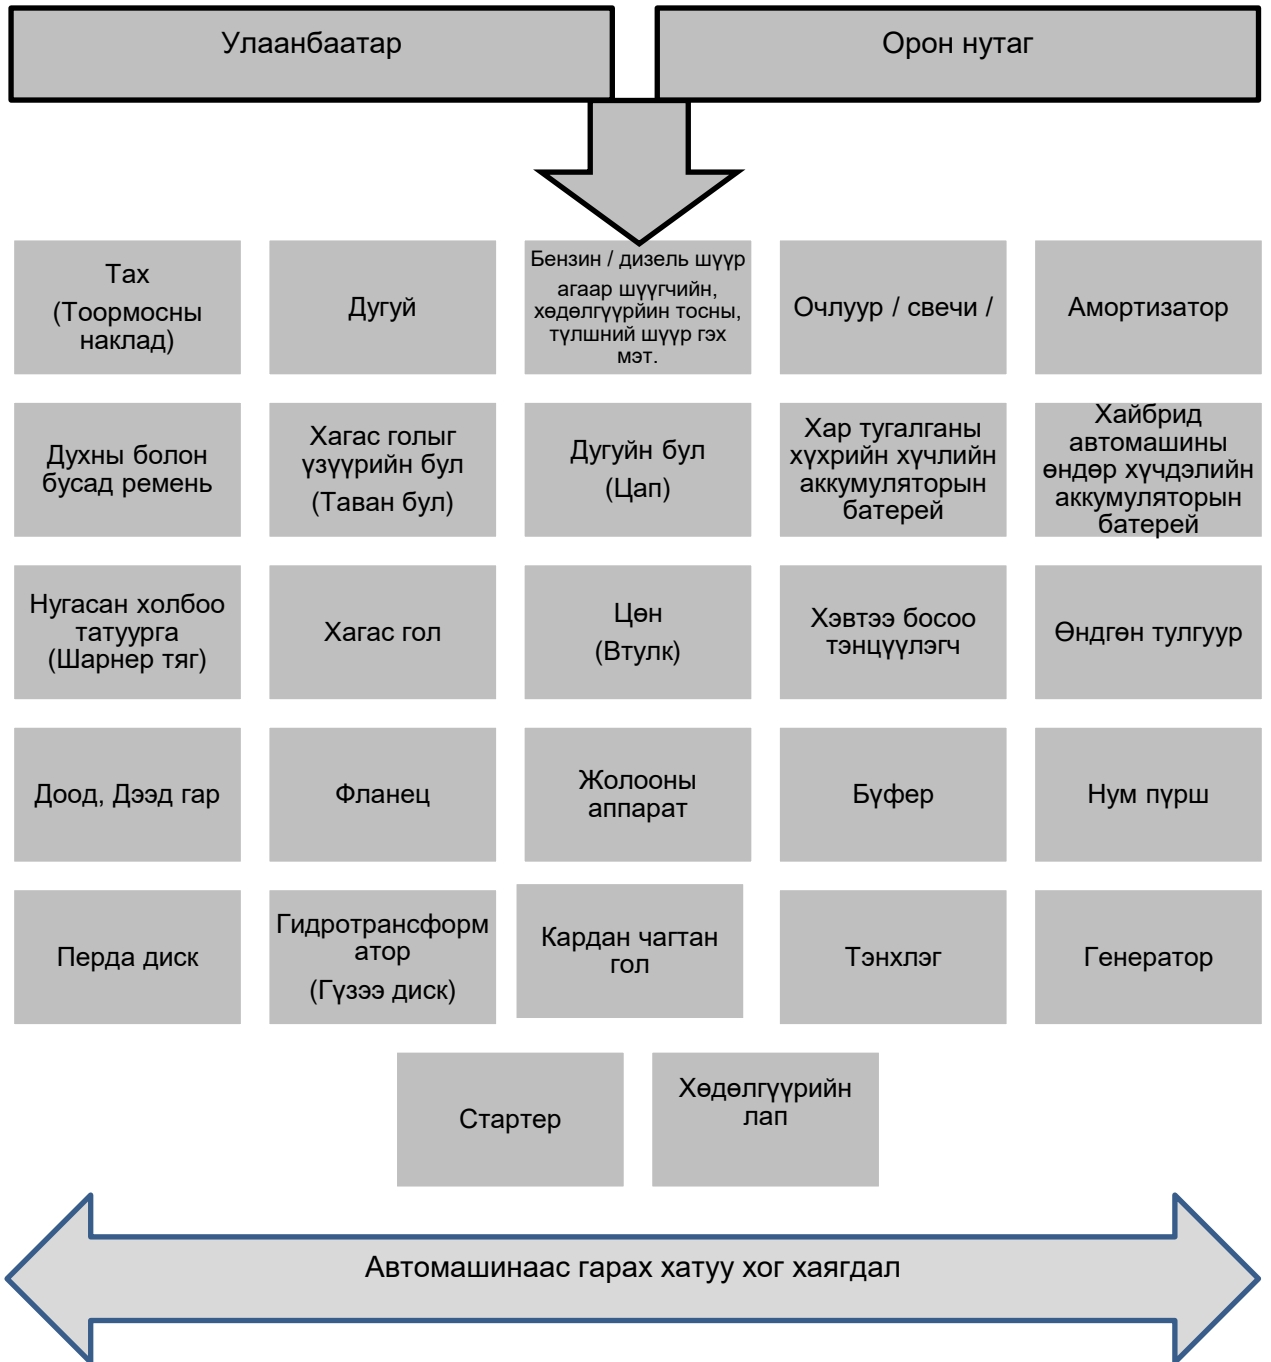 Улаанбаатар
Орон нутаг
Тах
(Тоормосны
наклад)
Дугуй
Бензин / дизель шүүр
агаар шүүгчийн,
хөдөлгүүрйин тосны,
түлшний шүүр гэх
мэт.
Очлуур / свечи /
Амортизатор
Духны болон
бусад ремень
Хагас голыг
үзүүрийн бул
(Таван бул)
Дугуйн бул
(Цап)
Хар тугалганы
хүхрийн хүчлийн
аккумуляторын
батерей
Хайбрид
автомашины
өндөр хүчдэлийн
аккумуляторын
батерей
Нугасан холбоо
татуурга
(Шарнер тяг)
Хагас гол
Цөн
(Втулк)
Хэвтээ босоо
тэнцүүлэгч
Өндгөн тулгуур
Доод, Дээд гар
Фланец
Жолооны
аппарат
Бүфер
Нум пүрш
Перда диск
Гидротрансформ
атор
(Гүзээ диск)
Кардан чагтан
гол
Тэнхлэг
Генератор
Стартер
Хөдөлгүүрийн
лап
Автомашинаас гарах хатуу хог хаягдал